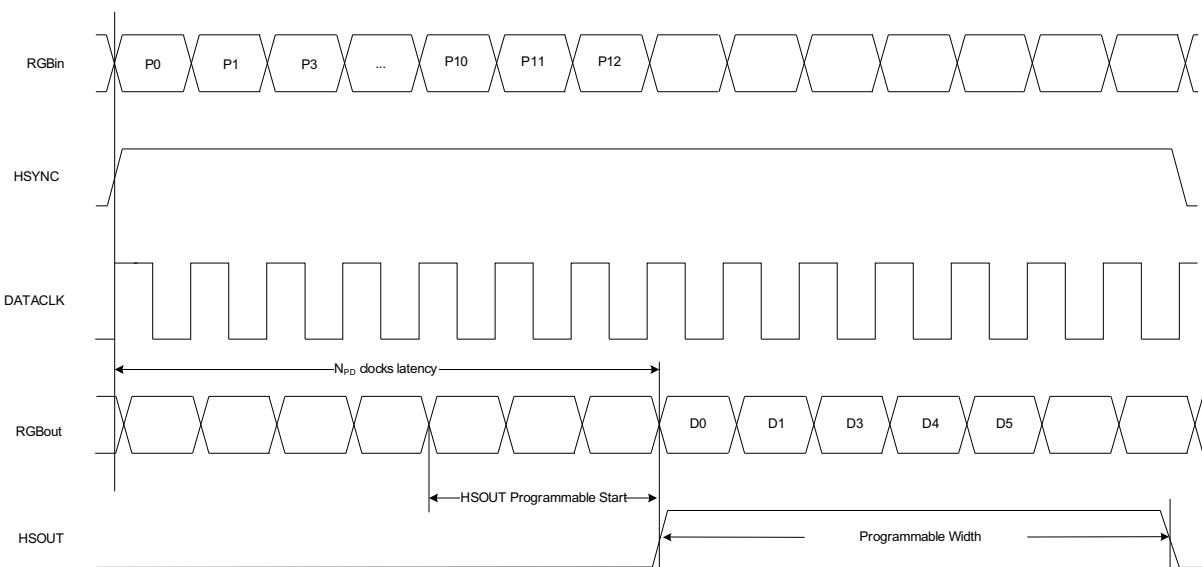 RGBin P0 P1 P3 ... P10 P11 P12
HSYNC
DATACLK
NPD clocks latency
RGBout D0 D1 D3 D4 D5
HSOUT Programmable Start
HSOUT Programmable Width